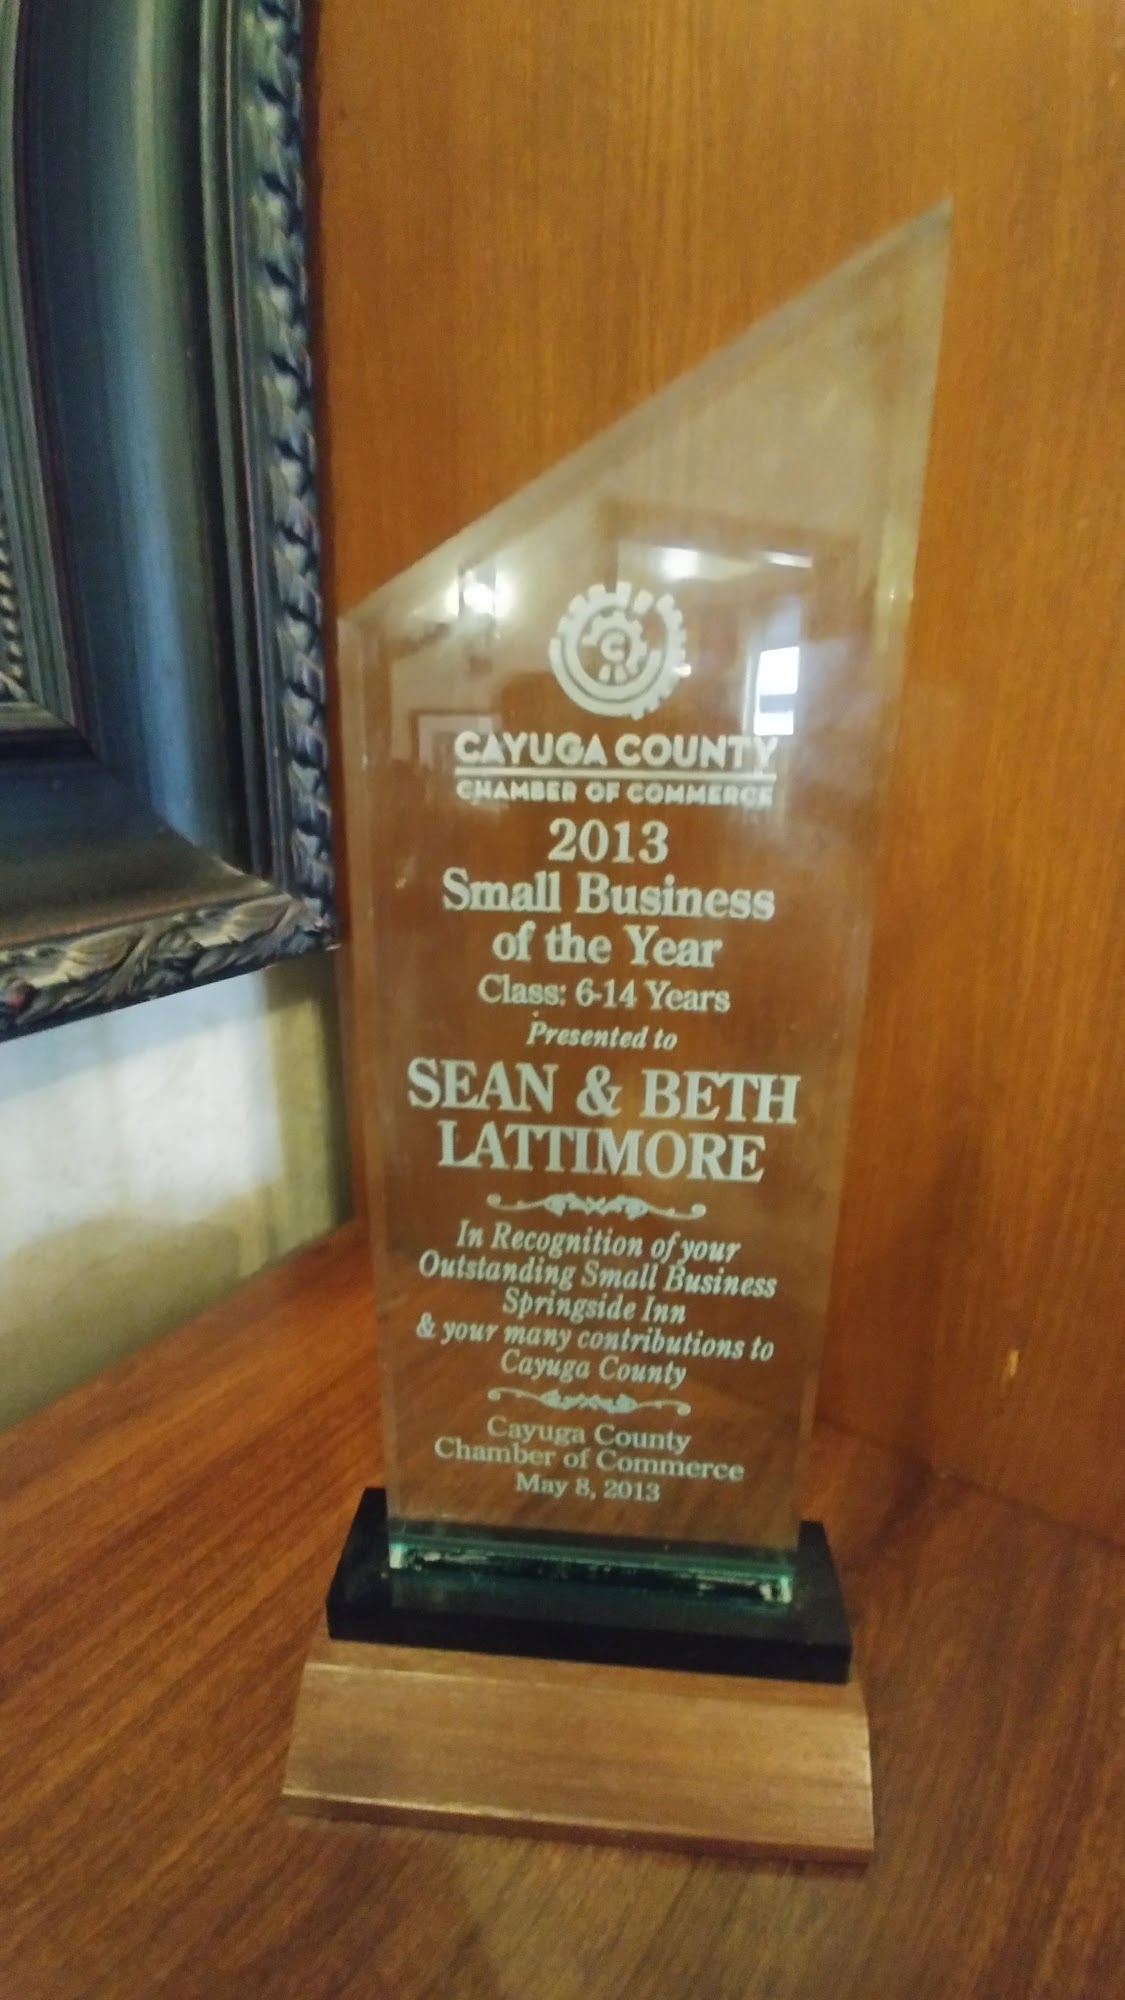 C
CAYUGA COUNTY
CHAMBER OF COMMERCE
2013
Small Business
of the Year
Class: 6-14 Years
Presented to
SEAN & BETH
LATTIMORE
In Recognition of your
Outstanding Small Business
Springside Inn
& your many contributions to
Cayuga County
Cayuga County
Chamber of Commerce
May 8, 2013